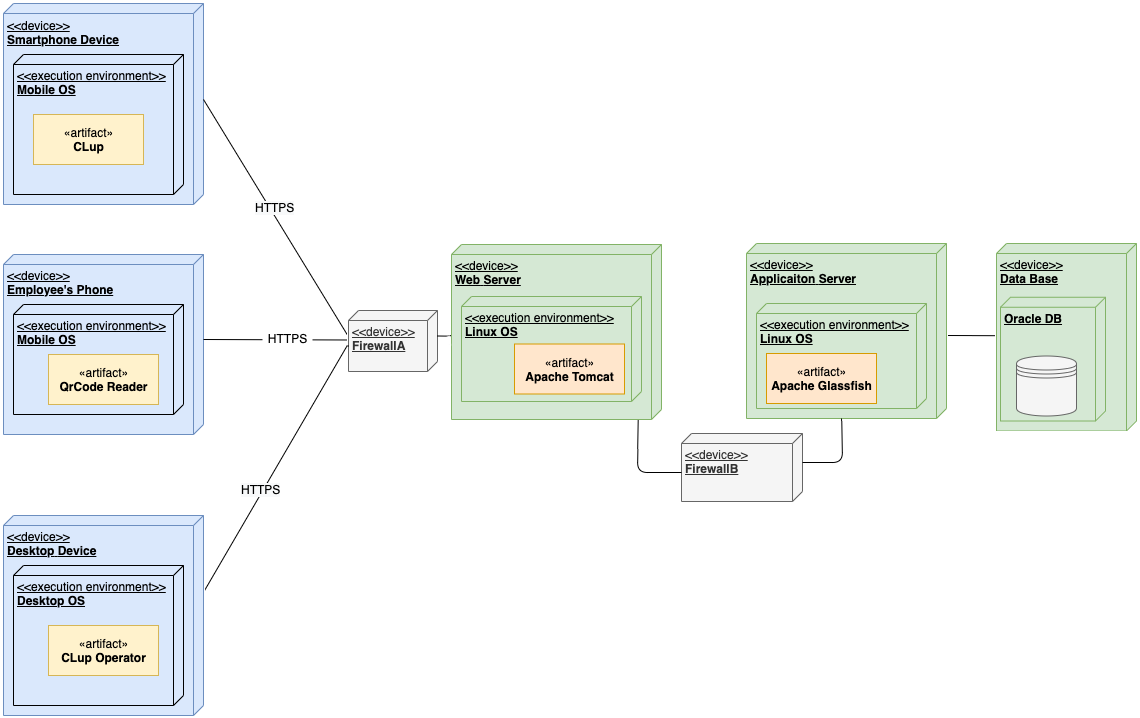 <<device>>
Smartphone Device
<<execution environment>>
Mobile OS
«artifact»
CLup
HTTPS
<<device>>
Employee's Phone
<<execution environment>>
Mobile OS
«artifact»
QrCode Reader
HTTPS
<<device>>
Desktop Device
<<execution environment>>
Desktop OS
«artifact»
CLup Operator
HTTPS
<<device>>
FirewallA
<<device>>
Web Server
<<execution environment>>
Linux OS
«artifact»
Apache Tomcat
<<device>>
FirewallB
<<device>>
Applicaiton Server
<<execution environment>>
Linux OS
«artifact»
Apache Glassfish
<<device>>
Data Base
Oracle DB